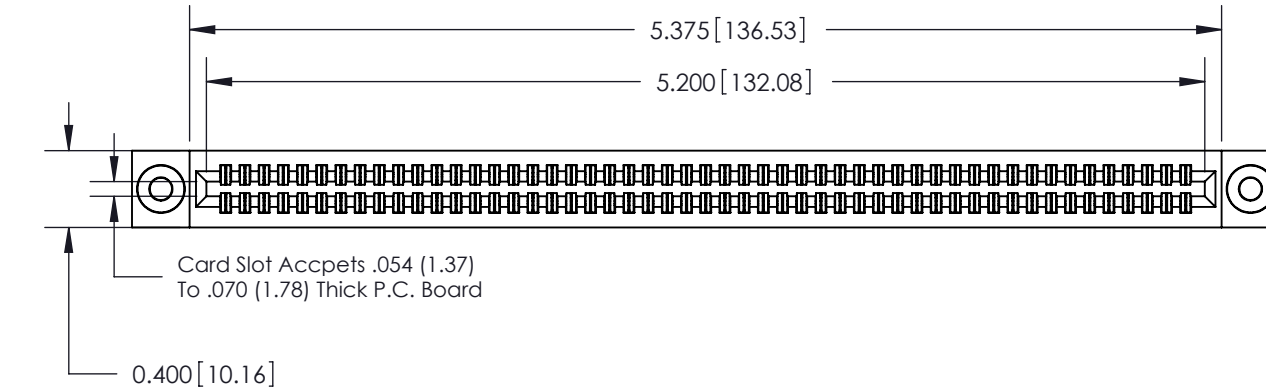 5.375[136.53]
5.200[132.08]
Card Slot Accpets .054 (1.37)
To .070 (1.78) Thick P.C. Board
0.400[10.16]